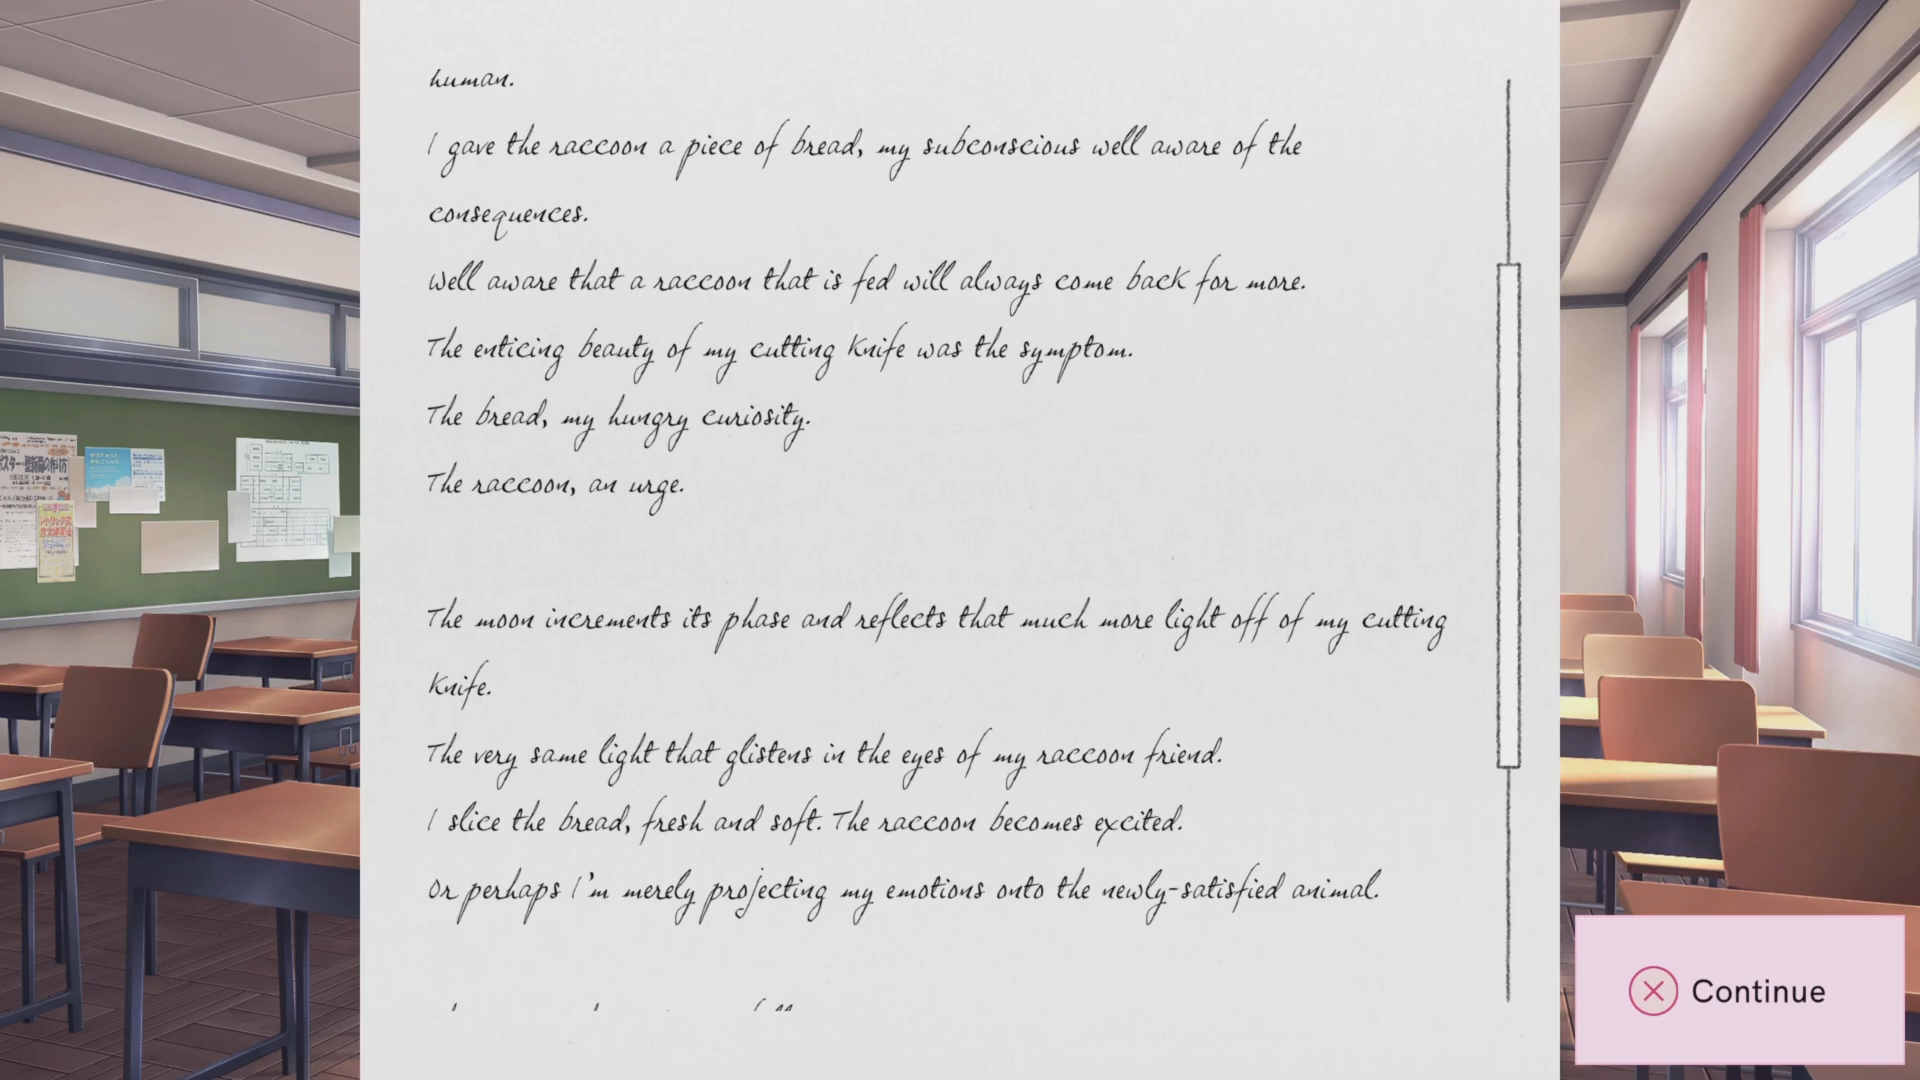 human.
I gave the raccoon a piece of bread, my subconscious well aware of the
consequences.
Well aware that a raccoon that is fed will always come back for more.
The enticing beauty of my cutting knife was the symptom.
The bread, my hungry curiosity.
The raccoon, an urge.
The moon increments its phase and reflects that much more light off of my cutting
knife.
The very same light that glistens in the eyes of my raccoon friend.
I slice the bread, fresh and soft. The raccoon becomes excited.
Or perhaps I'm merely projecting my emotions onto the newly-satisfied animal.
Continue